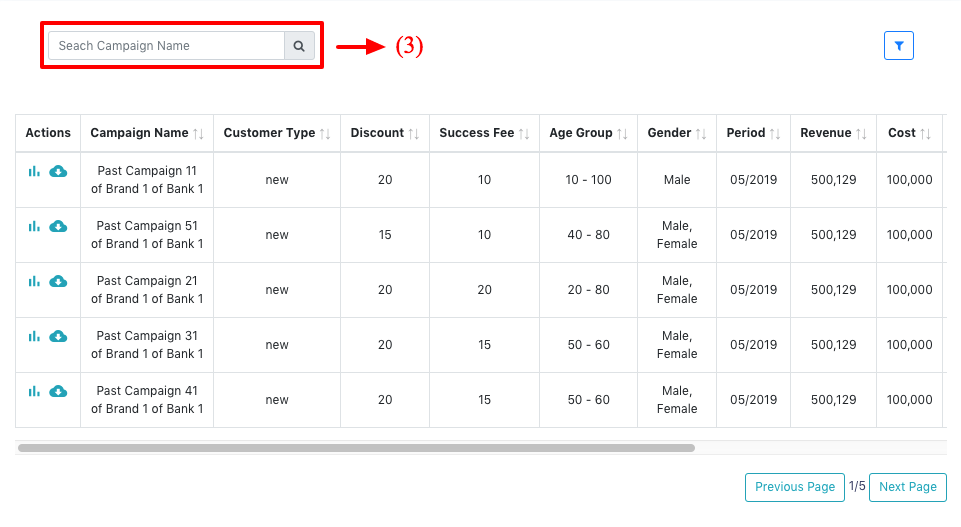 Seach Campaign Name
(3)
Actions Campaign Name Customer Type Discount Success Fee Age Group Gender Period Revenue Cost
Past Campaign 11
of Brand 1 of Bank 1 new 20 10 10 - 100 Male 05/2019 500,129 100,000
Past Campaign 51
of Brand 1 of Bank 1 new 15 10 40 - 80 Male,
Female 05/2019 500,129 100,000
Past Campaign 21
of Brand 1 of Bank 1 new 20 20 20 - 80 Male,
Female 05/2019 500,129 100,000
Past Campaign 31
of Brand 1 of Bank 1 new 20 15 50 - 60 Male,
Female 05/2019 500,129 100,000
Past Campaign 41
of Brand 1 of Bank 1 new 20 15 50 - 60 Male,
Female 05/2019 500,129 100,000
Previous Page 1/5 Next Page